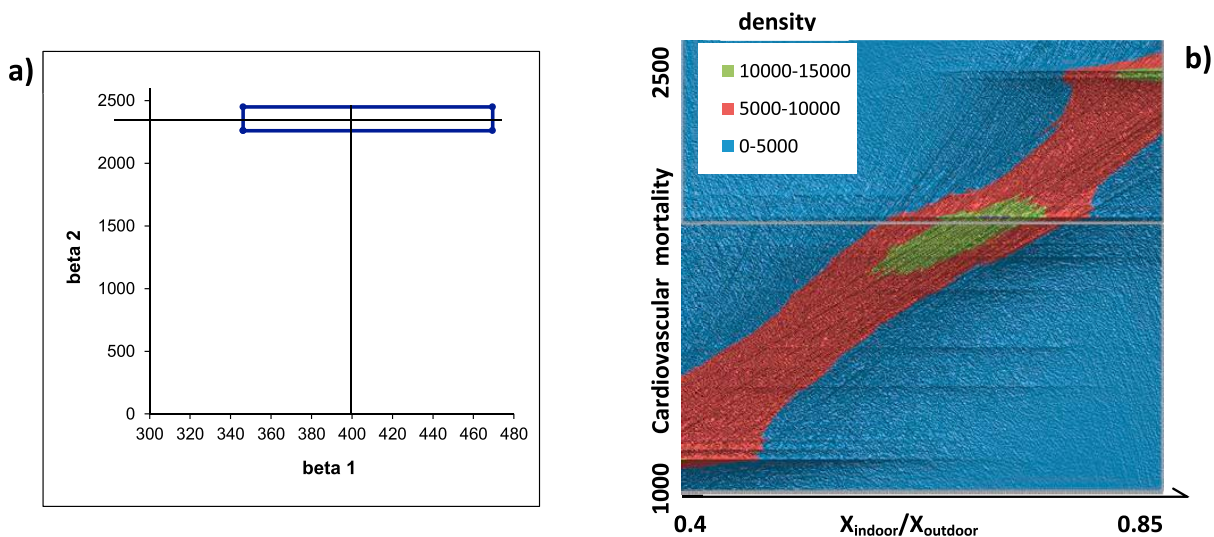 a)
2500
2000
1500
1000
500
0
300 320 340 360 380 400 420 440 460 480
beta 1
beta 2
density
10000-15000
5000-10000
0-5000
b)
2500
Cardiovascular mortality
1000
0.4 Xindoor/Xoutdoor 0.85